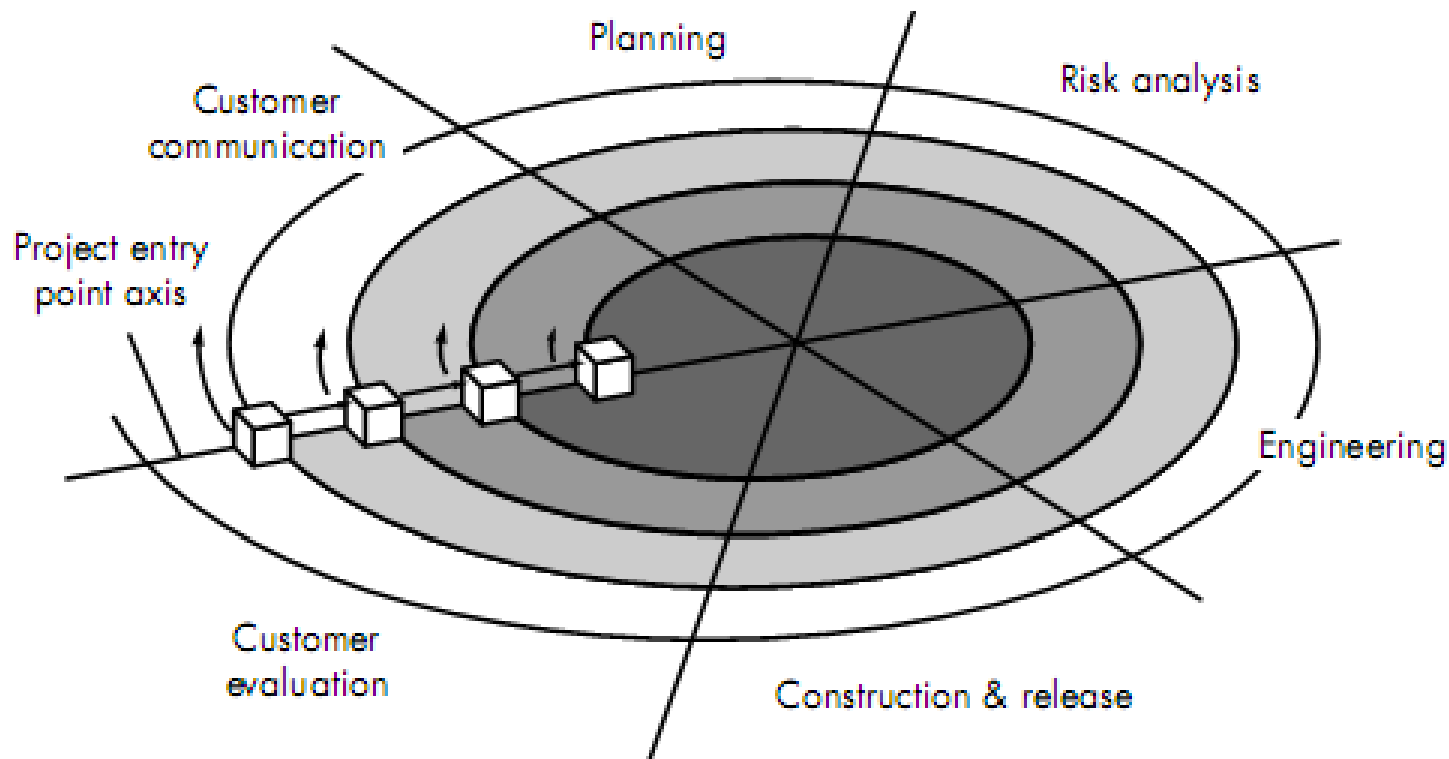 Planning
Risk analysis
Customer
communication
Project entry
point axis
Engineering
Customer
evaluation
Construction & release